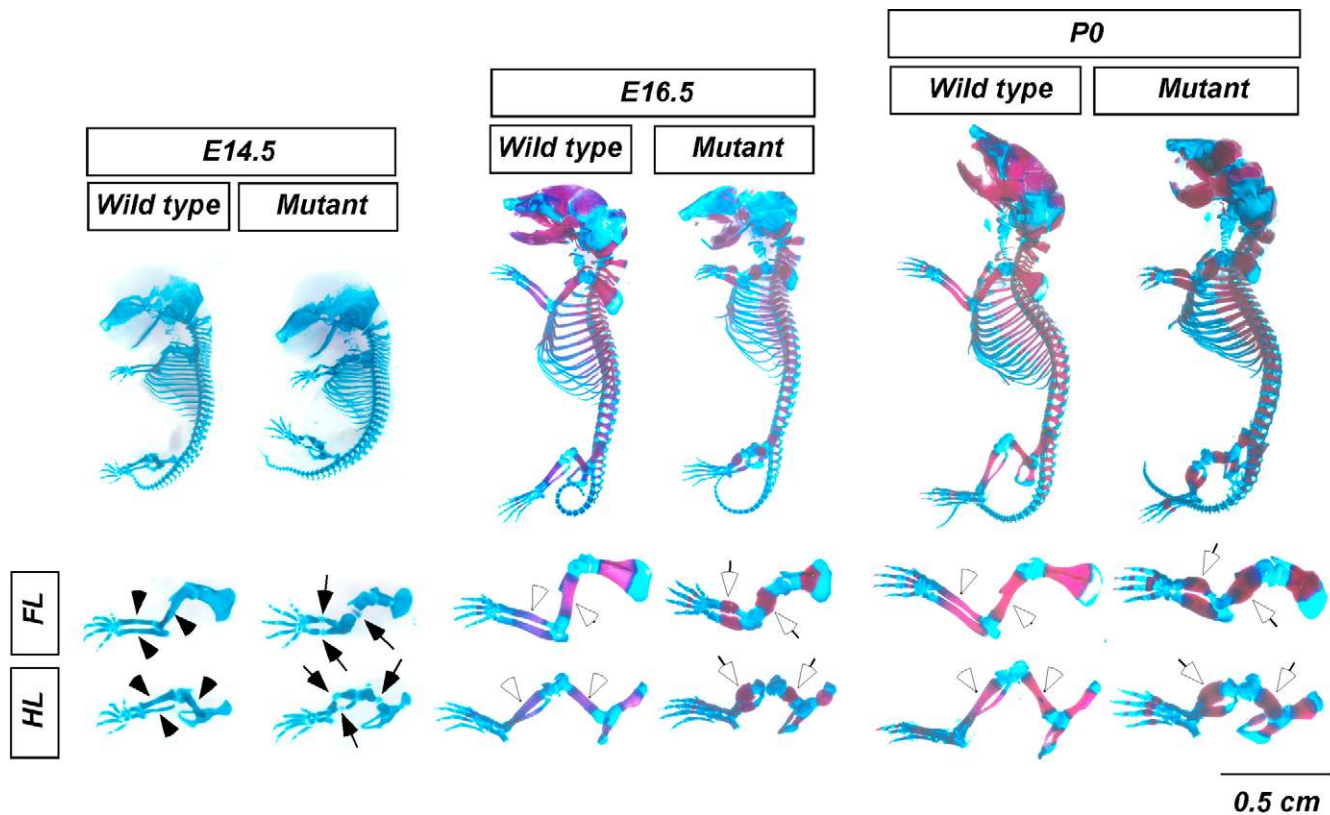 P0
Wild type
Mutant
E16.5
Wild type
Mutant
E14.5
Wild type
Mutant
FL
HL
0.5 cm